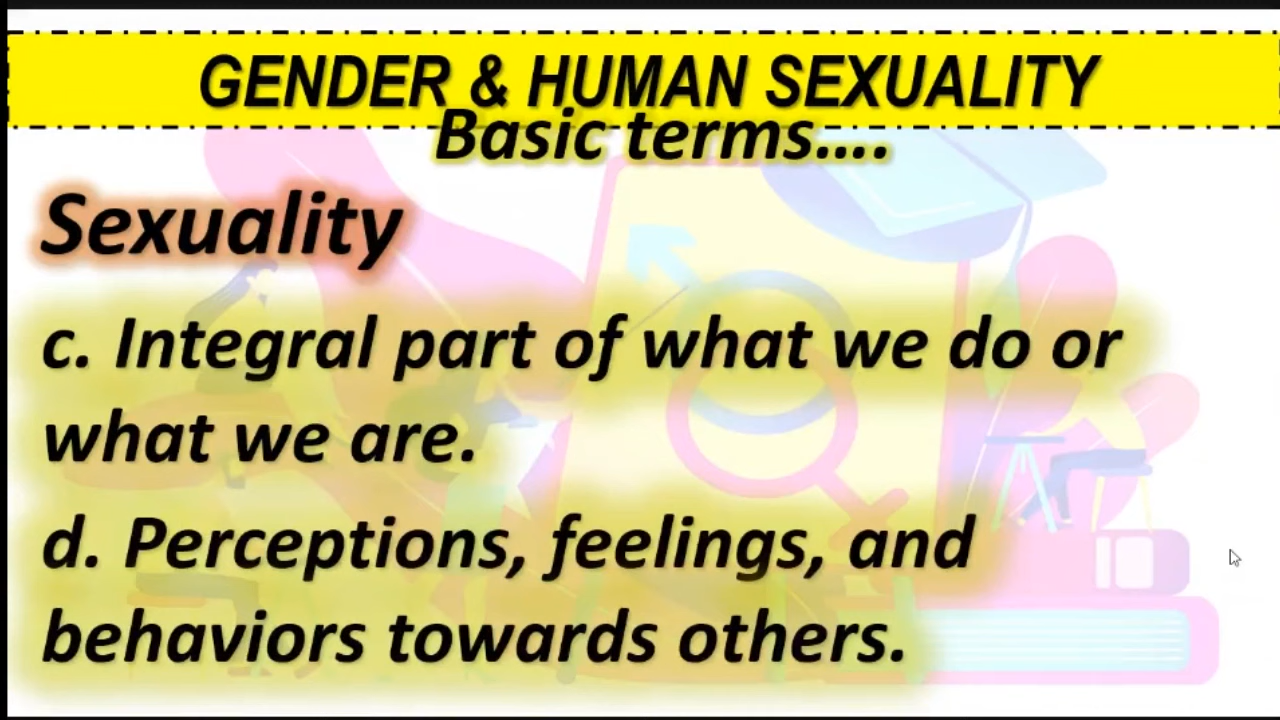 GENDER & HUMAN SEXUALITY
Basic terms....
Sexuality
c. Integral part of what we do or
what we are.
d. Perceptions, feelings, and
behaviors towards others.